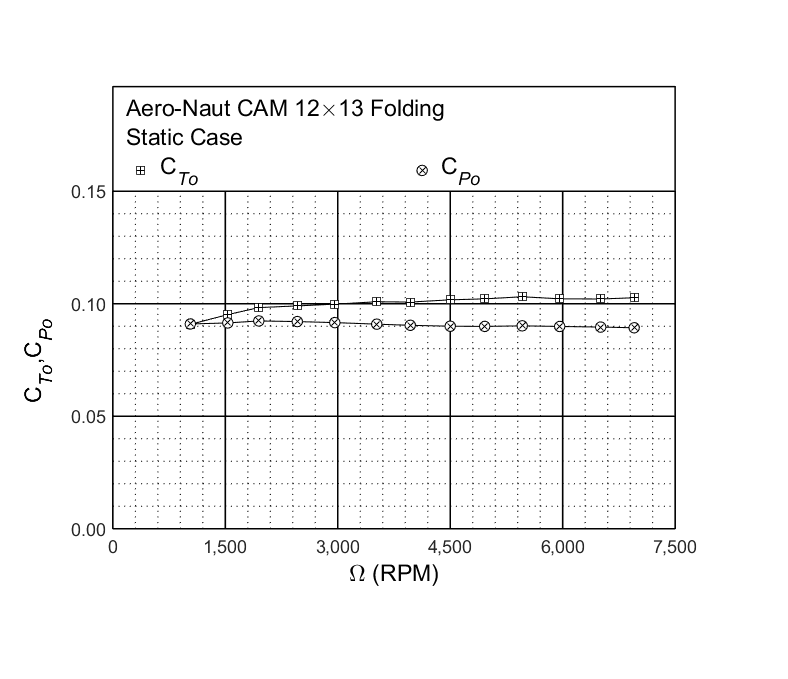 Aero-Naut CAM 12×13 Folding
Static Case
C_To C_Po
0.15
0.10
0.05
0.00
C_To,C_Po
0 1,500 3,000 4,500 6,000 7,500
Ω (RPM)